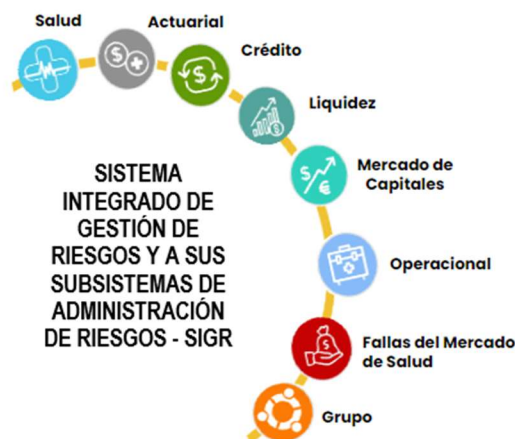 Salud
Actuarial
Crédito
Liquidez
Mercado de
Capitales
Operacional
Fallas del Mercado
de Salud
Grupo
SISTEMA
INTEGRADO DE
GESTIÓN DE
RIESGOS Y A SUS
SUBSISTEMAS DE
ADMINISTRACIÓN
DE RIESGOS - SIGR